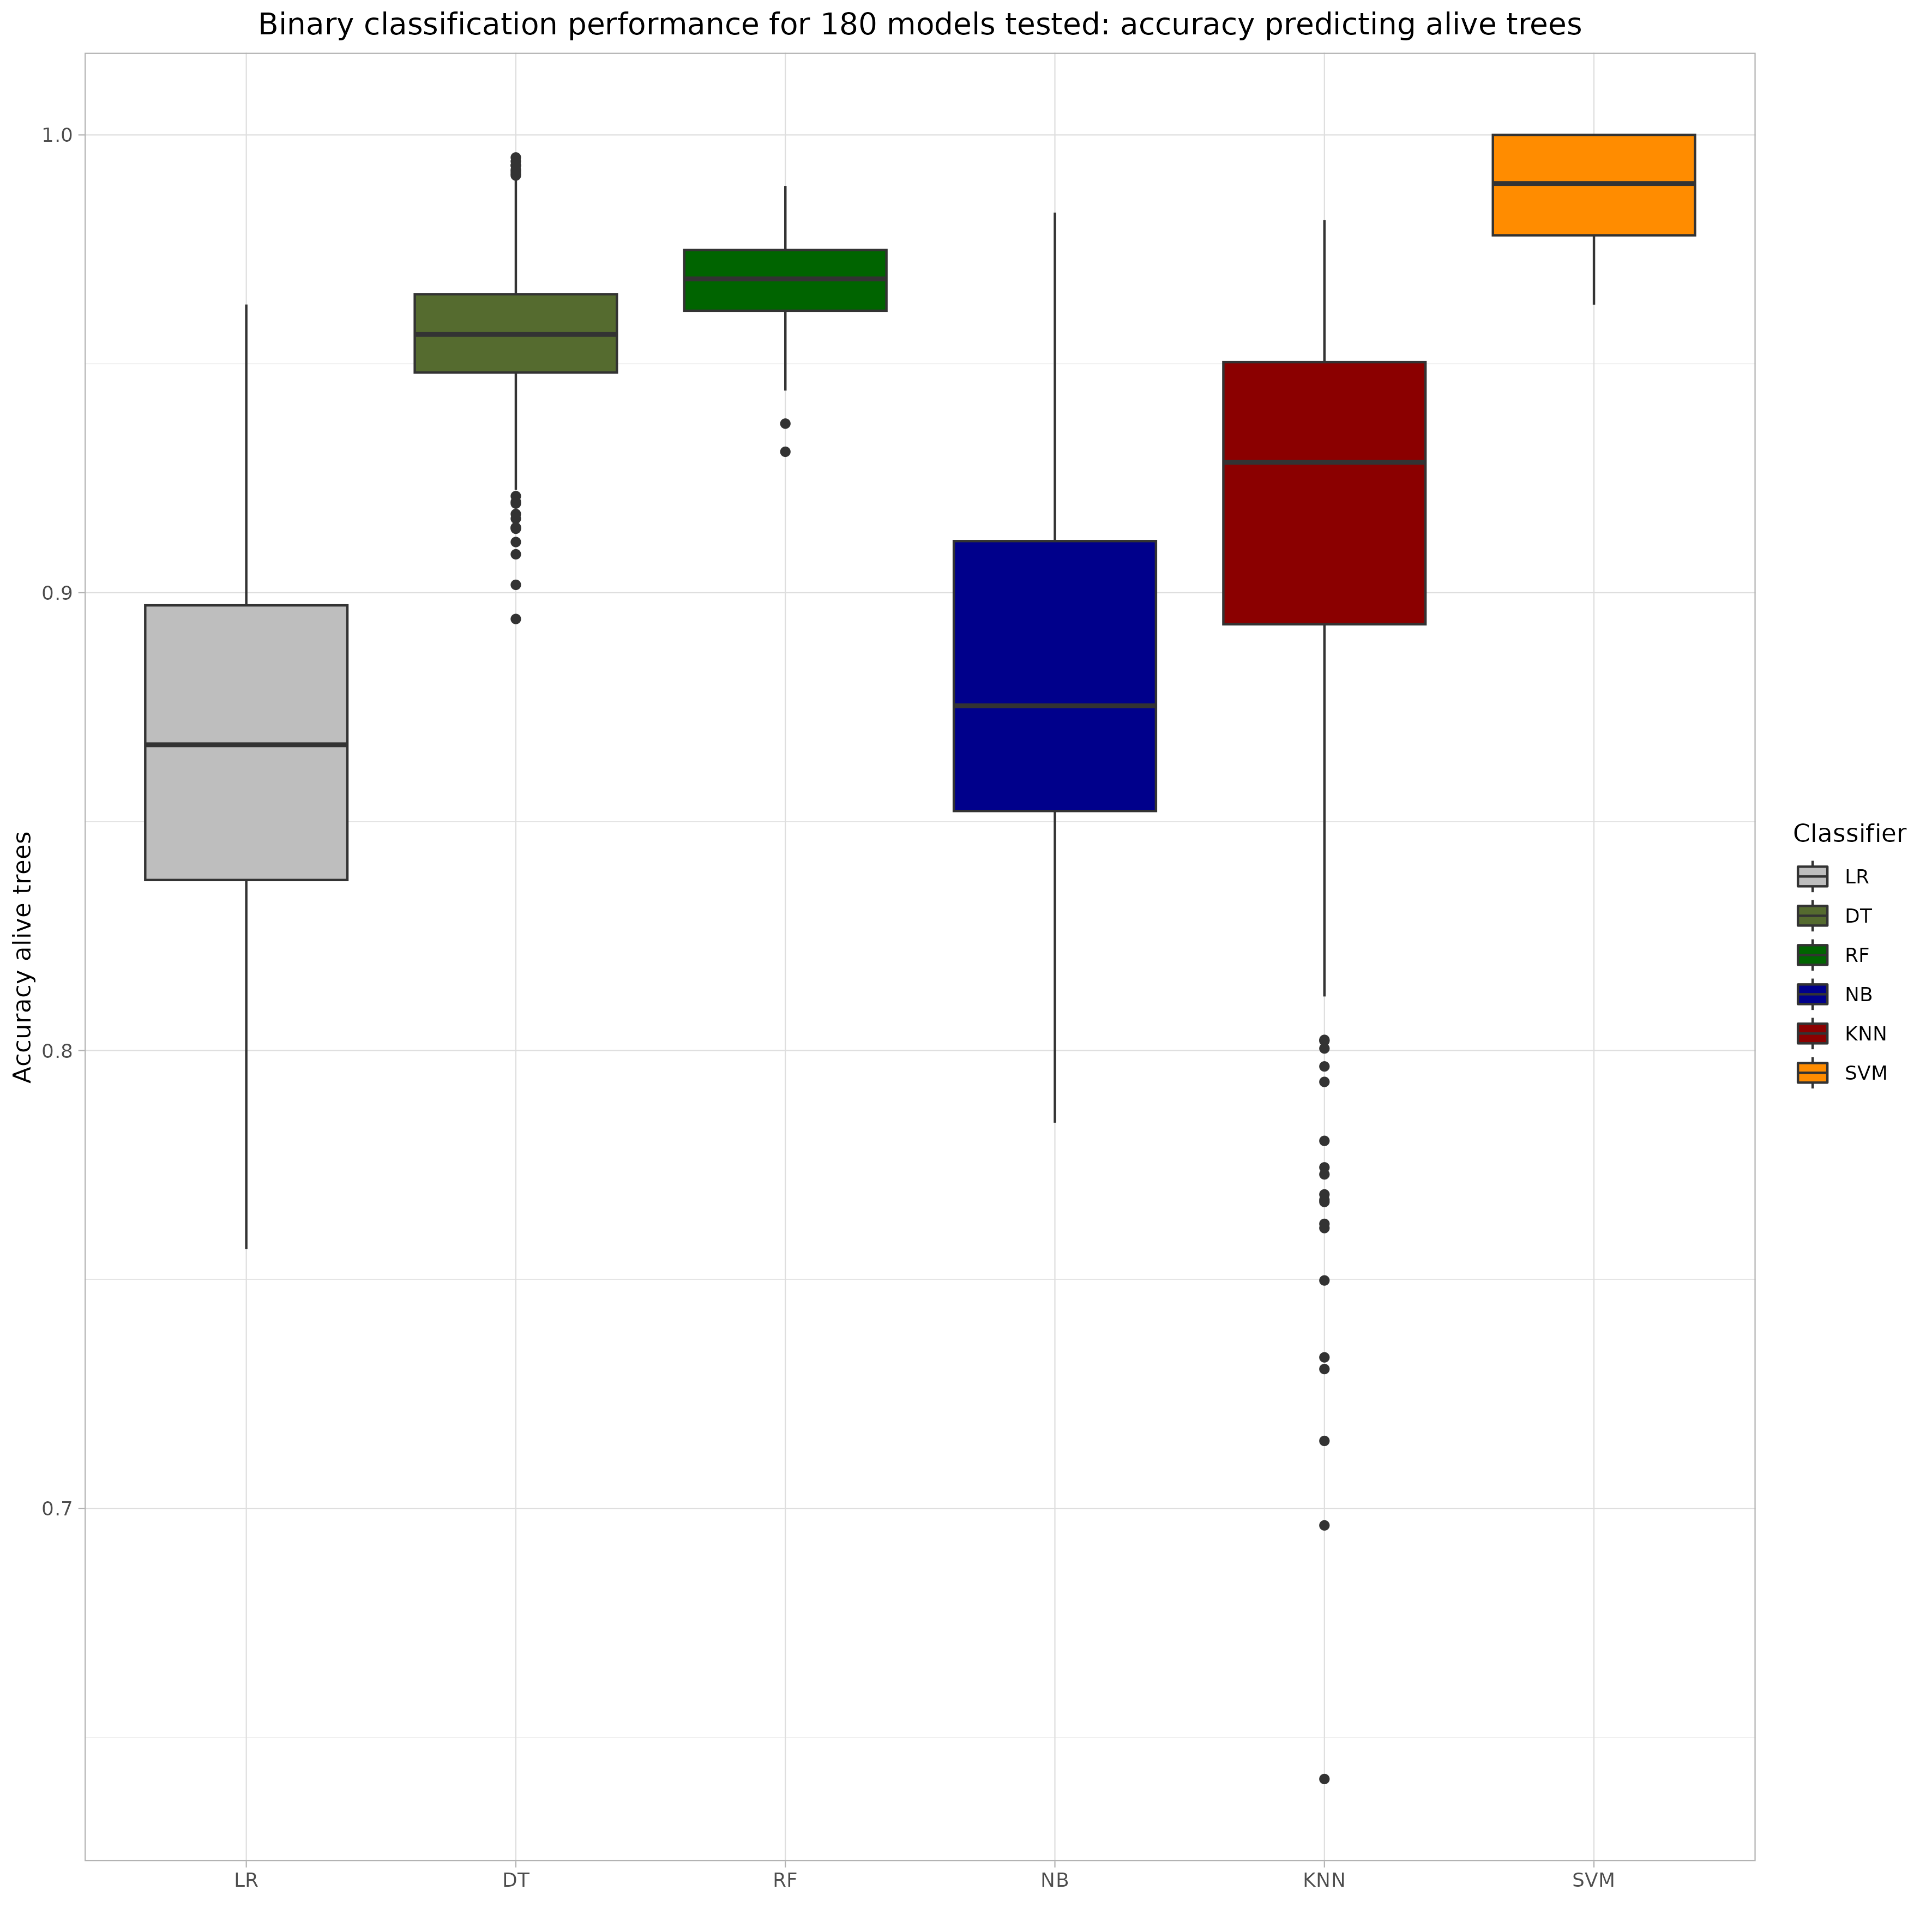 Binary classification performance for 180 models tested: accuracy predicting alive trees
Accuracy alive trees
1.0
0.9
0.8
0.7
LR
DT
RF
NB
KNN
SVM
Classifier
LR
DT
RF
NB
KNN
SVM